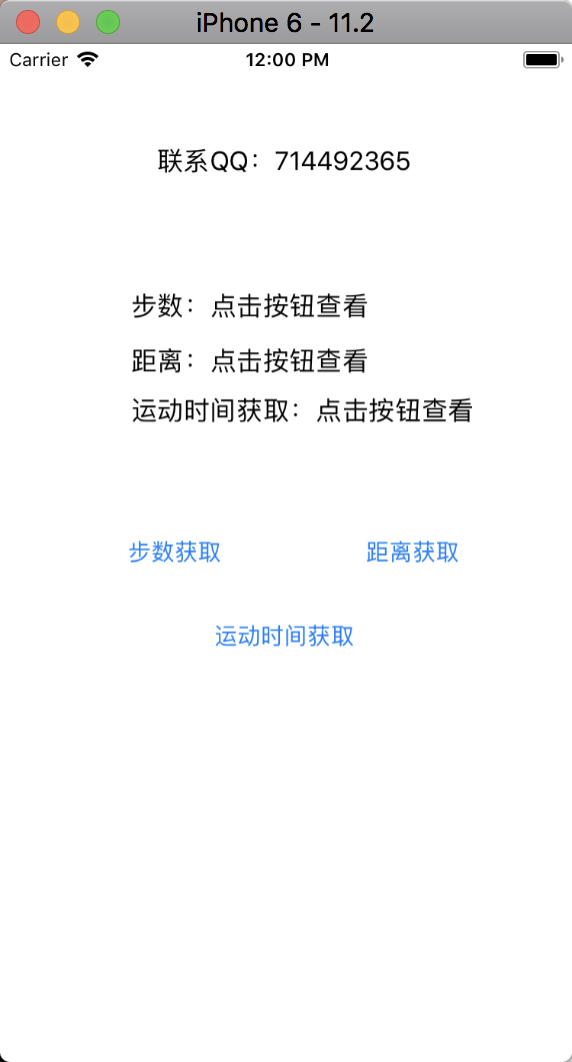 iPhone 6 - 11.2
Carrier 12:00 PM
联系QQ：714492365
步数：点击按钮查看
距离：点击按钮查看
运动时间获取：点击按钮查看
步数获取 距离获取
运动时间获取